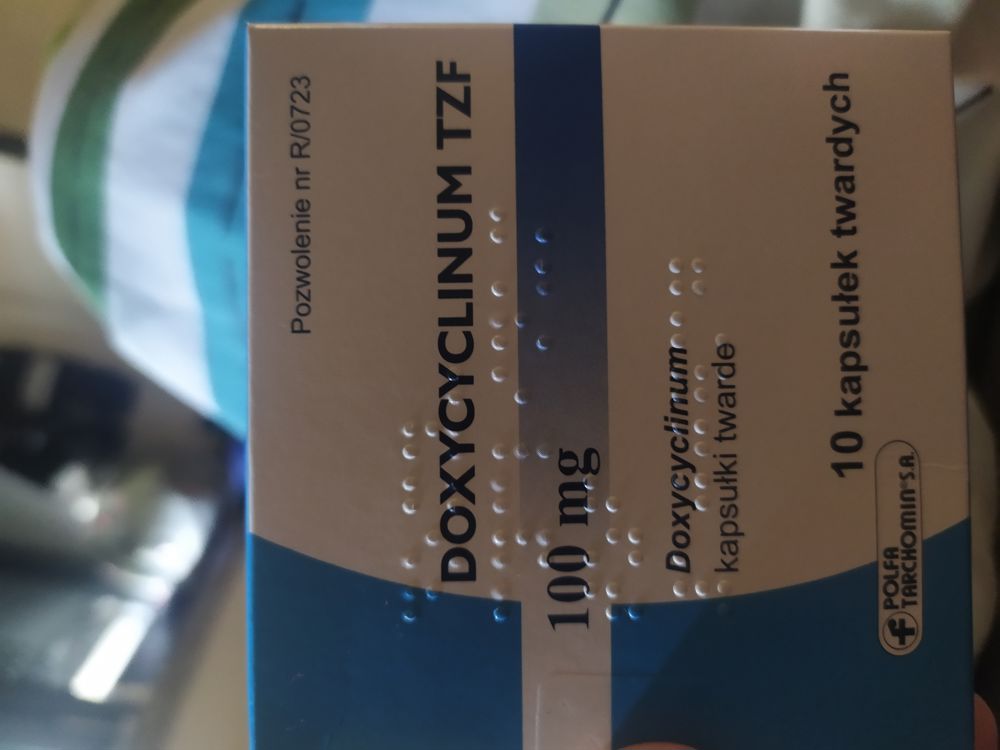 Pozwolenie nr R/0723
DOXYCYCLINUM TZF
100 mg
Doxycyclinum
kapsułki twarde
10 kapsułek twardych
POLFA
TARCHOMIN S.A.